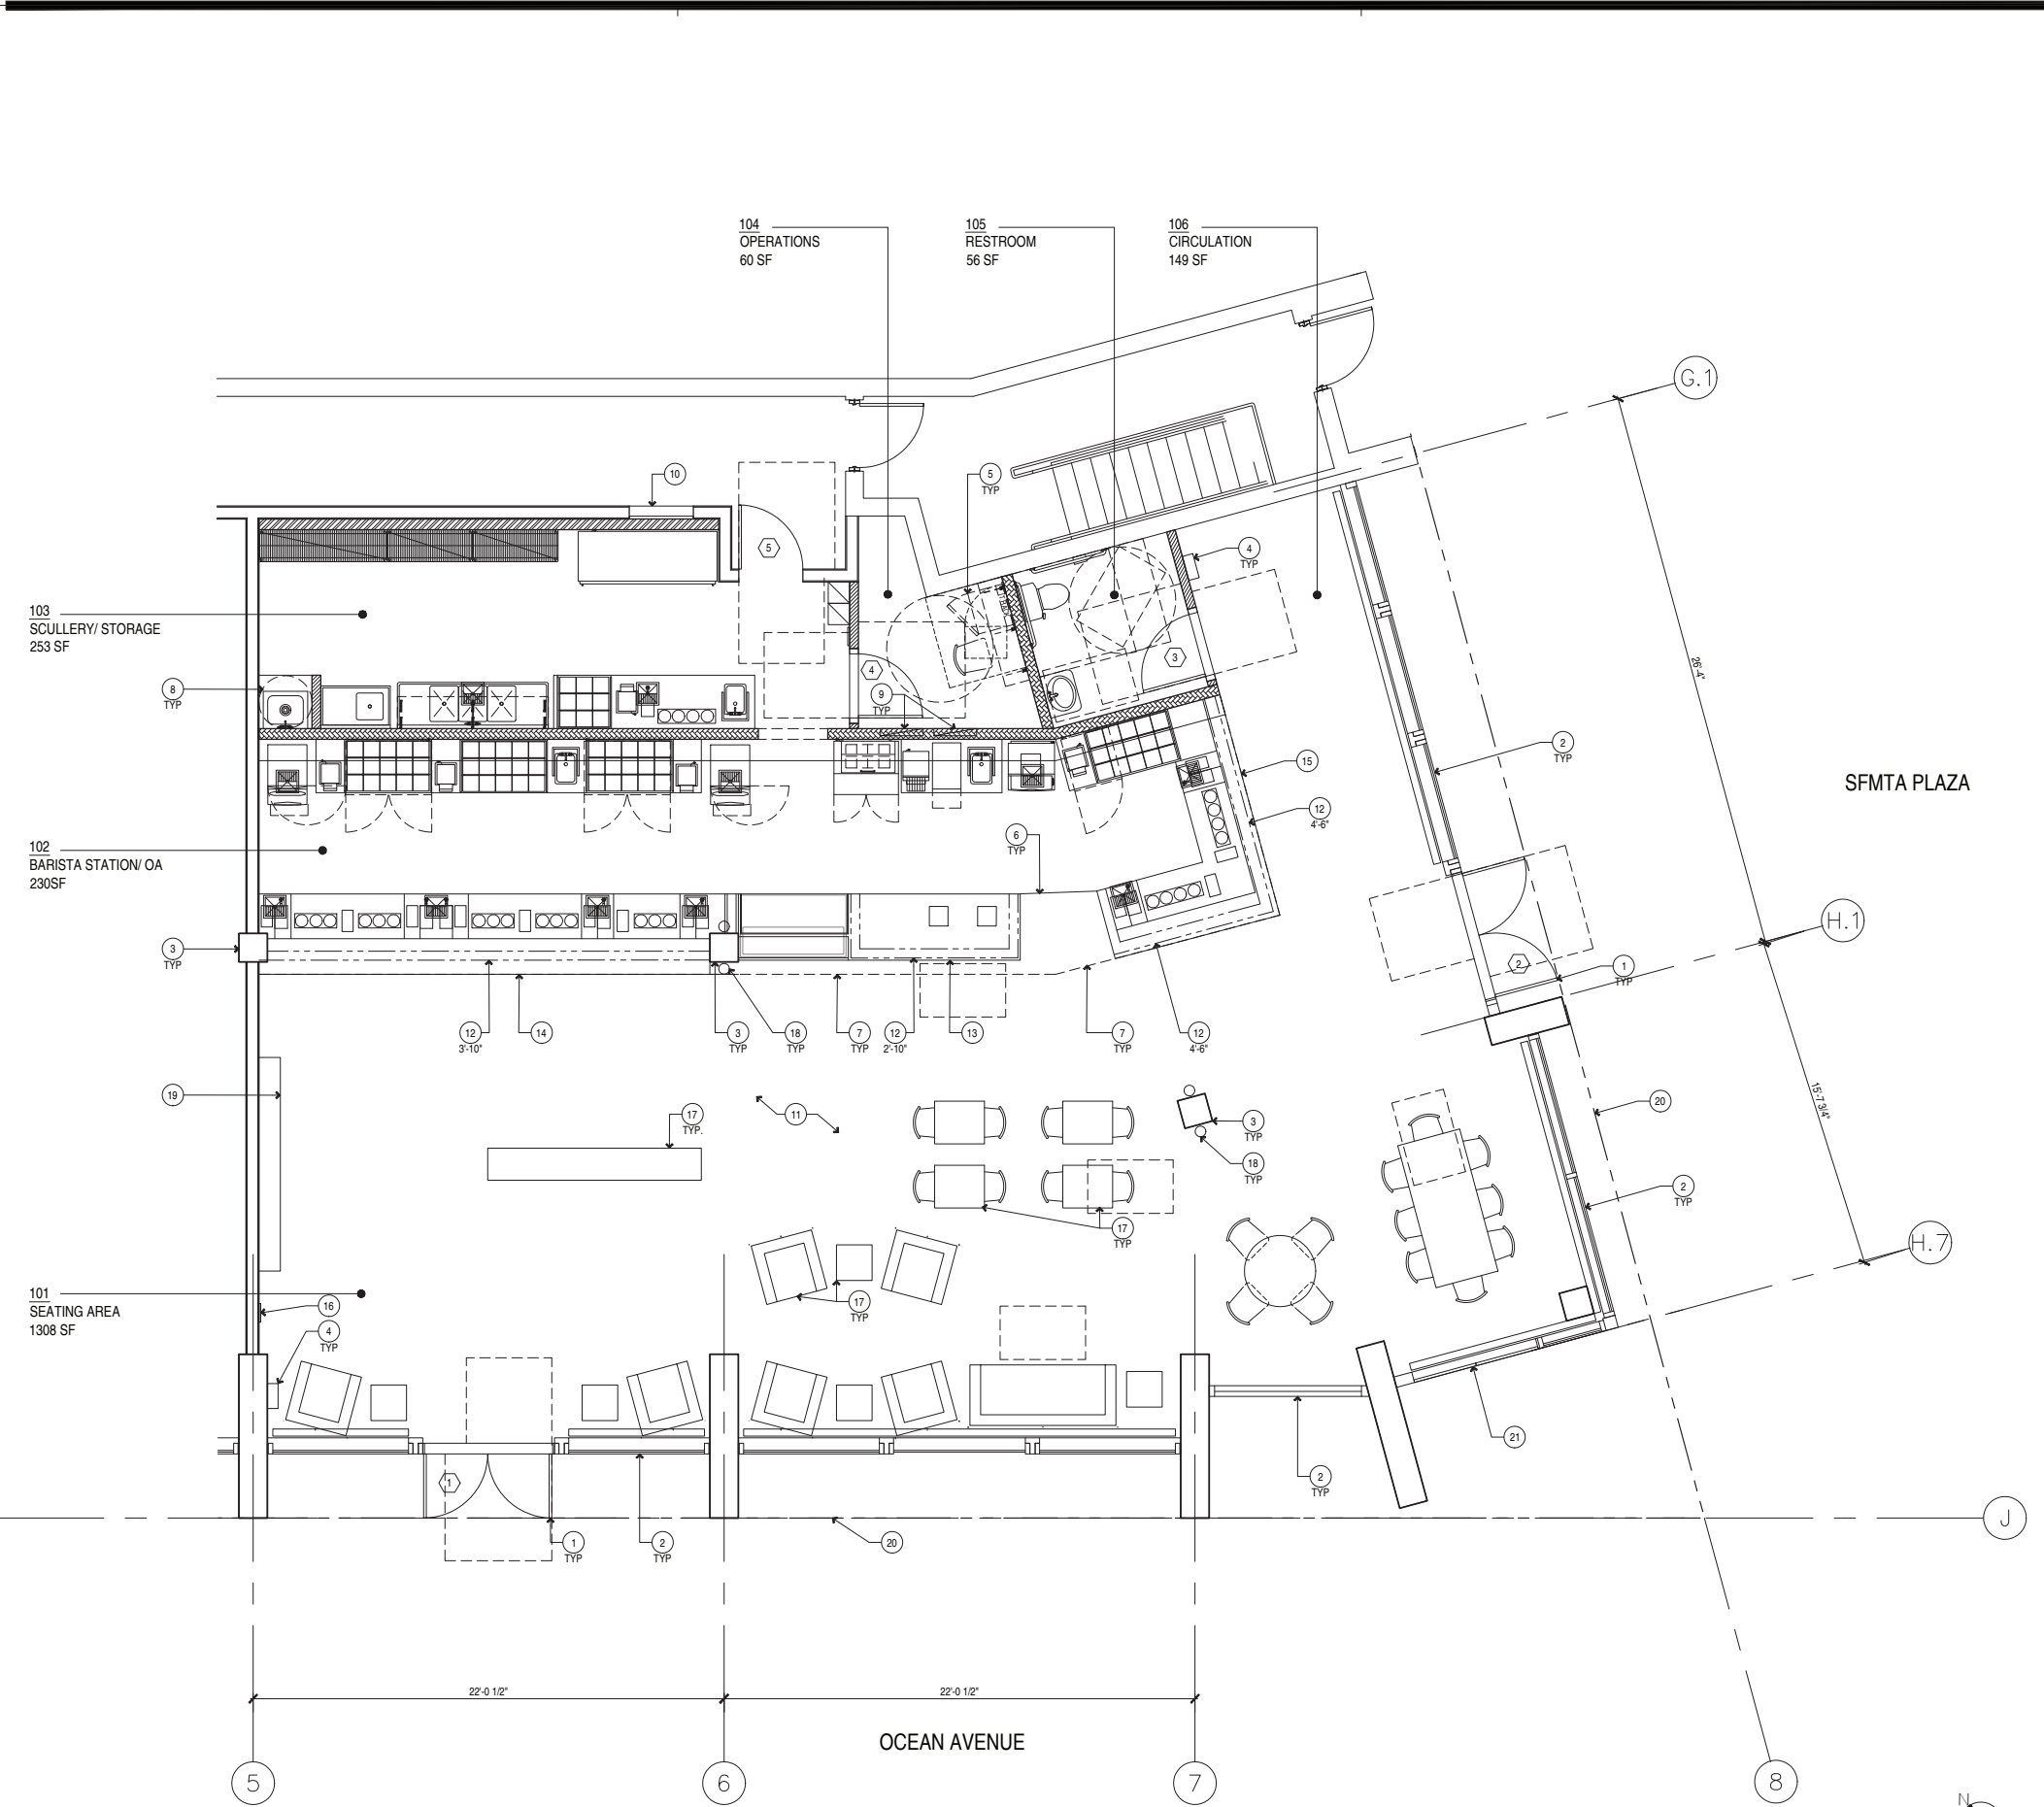 104
OPERATIONS
60 SF
105
RESTROOM
56 SF
106
CIRCULATION
149 SF
G.1
10
5
TYP
5
4
TYP
103
SCULLERY/ STORAGE
253 SF
26'-4"
3
4
8
TYP
9
TYP
2
TYP
15
SFMTA PLAZA
12
4'-6"
6
TYP
102
BARISTA STATION/ OA
230SF
H.1
3
TYP
2
1
TYP
12
3'-10"
14
3
TYP
18
TYP
7
TYP
12
2'-10"
13
7
TYP
12
4'-6"
19
17
TYP.
11
3
TYP
20
15'-7 3/4"
18
TYP
2
TYP
17
TYP
H.7
101
SEATING AREA
1308 SF
16
17
TYP
4
TYP
21
1
2
TYP
J
1
TYP
2
TYP
20
22'-0 1/2"
22'-0 1/2"
OCEAN AVENUE
5
6
7
8
N